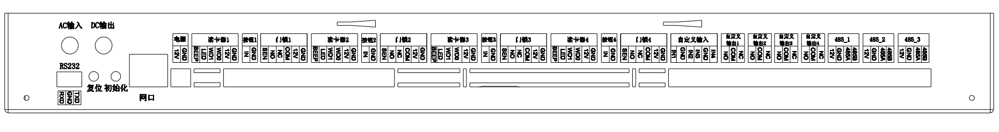 AC输入 DC输出
RS232
RXD GND TXD
复位 初始化
网口
电源
12V GND
读卡器1
BEEP LED WD1 WD0 12V GND
按钮1
IN GND
门锁1
SEN NO NC COM 12V GND
读卡器2
BEEP LED WD1 WD0 12V GND
按钮2
IN GND
门锁2
SEN NO NC COM 12V GND
读卡器3
BEEP LED WD1 WD0 12V GND
按钮3
IN GND
门锁3
SEN NO NC COM 12V GND
读卡器4
BEEP LED WD1 WD0 12V GND
按钮4
IN GND
门锁4
SEN NO NC COM 12V GND
自定义输入
IN1 GND IN2 IN3 GND IN4
自定义
输出1
NO COM NC
自定义
输出2
NO COM NC
自定义
输出3
NO COM NC
自定义
输出4
NO COM NC
485_1
12V GND 485A 485B
485_2
12V GND 485A 485B
485_3
12V GND 485A 485B